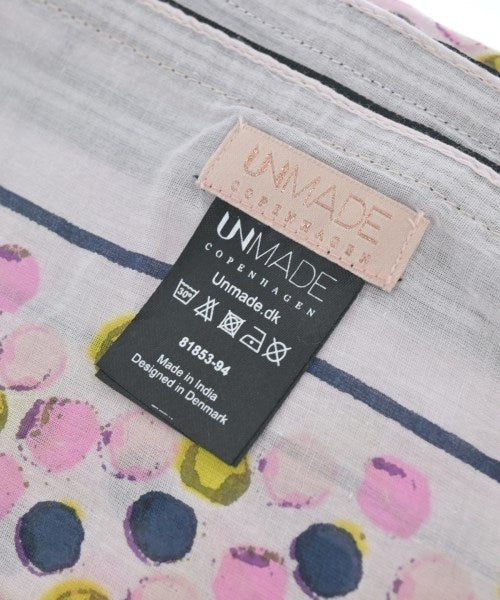 UNMADE
COPENHAGEN
UNMADE
COPENHAGEN
Unmade.dk
30°
81853-94
Made in India
Designed in Denmark